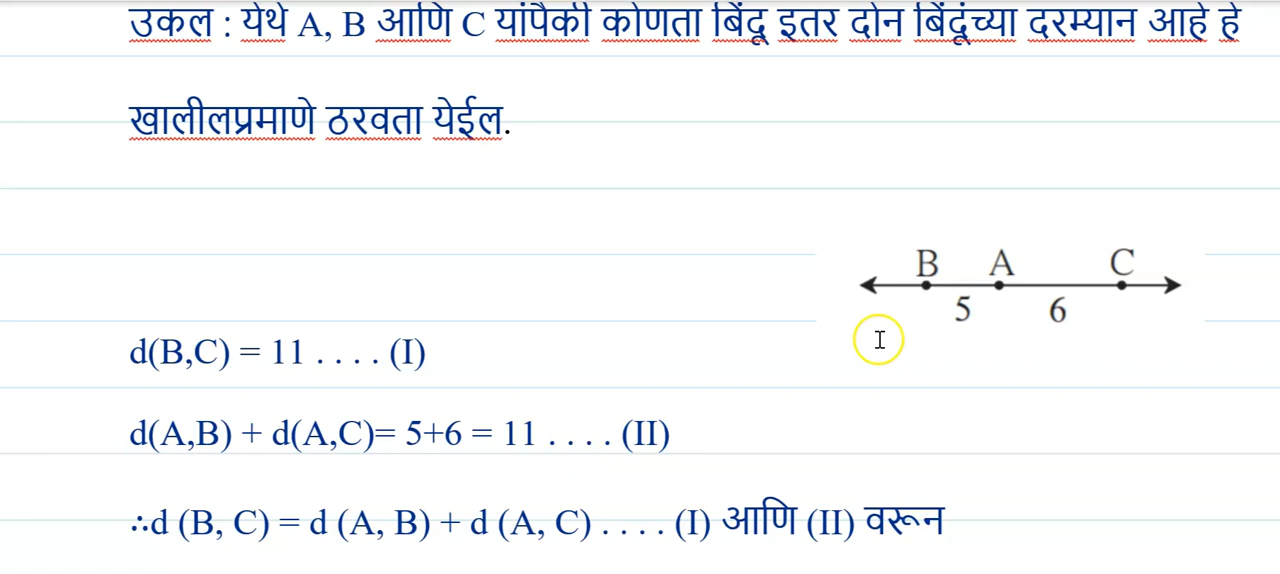 उकल : येथे A, B आणि C यांपैकी कोणता बिंदू इतर दोन बिंदूंच्या दरम्यान आहे हे
खालीलप्रमाणे ठरवता येईल.
B A C
5 6
d(B,C) = 11 . . . . (I)
d(A,B) + d(A,C)= 5+6 = 11 . . . . (II)
∴d (B, C) = d (A, B) + d (A, C) . . . . (I) आणि (II) वरून